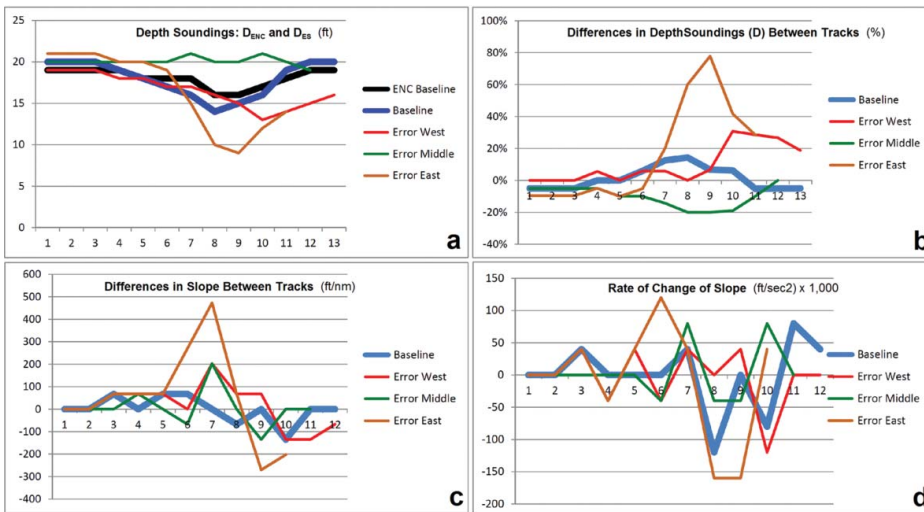 Depth Soundings: DENC and DES (ft)
25
20
15
10
5
0
1 2 3 4 5 6 7 8 9 10 11 12 13
ENC Baseline
Baseline
Error West
Error Middle
Error East
a
Differences in DepthSoundings (D) Between Tracks (%)
100%
80%
60%
40%
20%
0%
-20%
-40%
1 2 3 4 5 6 7 8 9 10 11 12 13
Baseline
Error West
Error Middle
Error East
b
Differences in Slope Between Tracks (ft/nm)
600
500
400
300
200
100
0
-100
-200
-300
-400
1 2 3 4 5 6 7 8 9 10 11 12
Baseline
Error West
Error Middle
Error East
c
Rate of Change of Slope (ft/sec2) x 1,000
150
100
50
0
-50
-100
-150
-200
1 2 3 4 5 6 7 8 9 10 11 12
Baseline
Error West
Error Middle
Error East
d